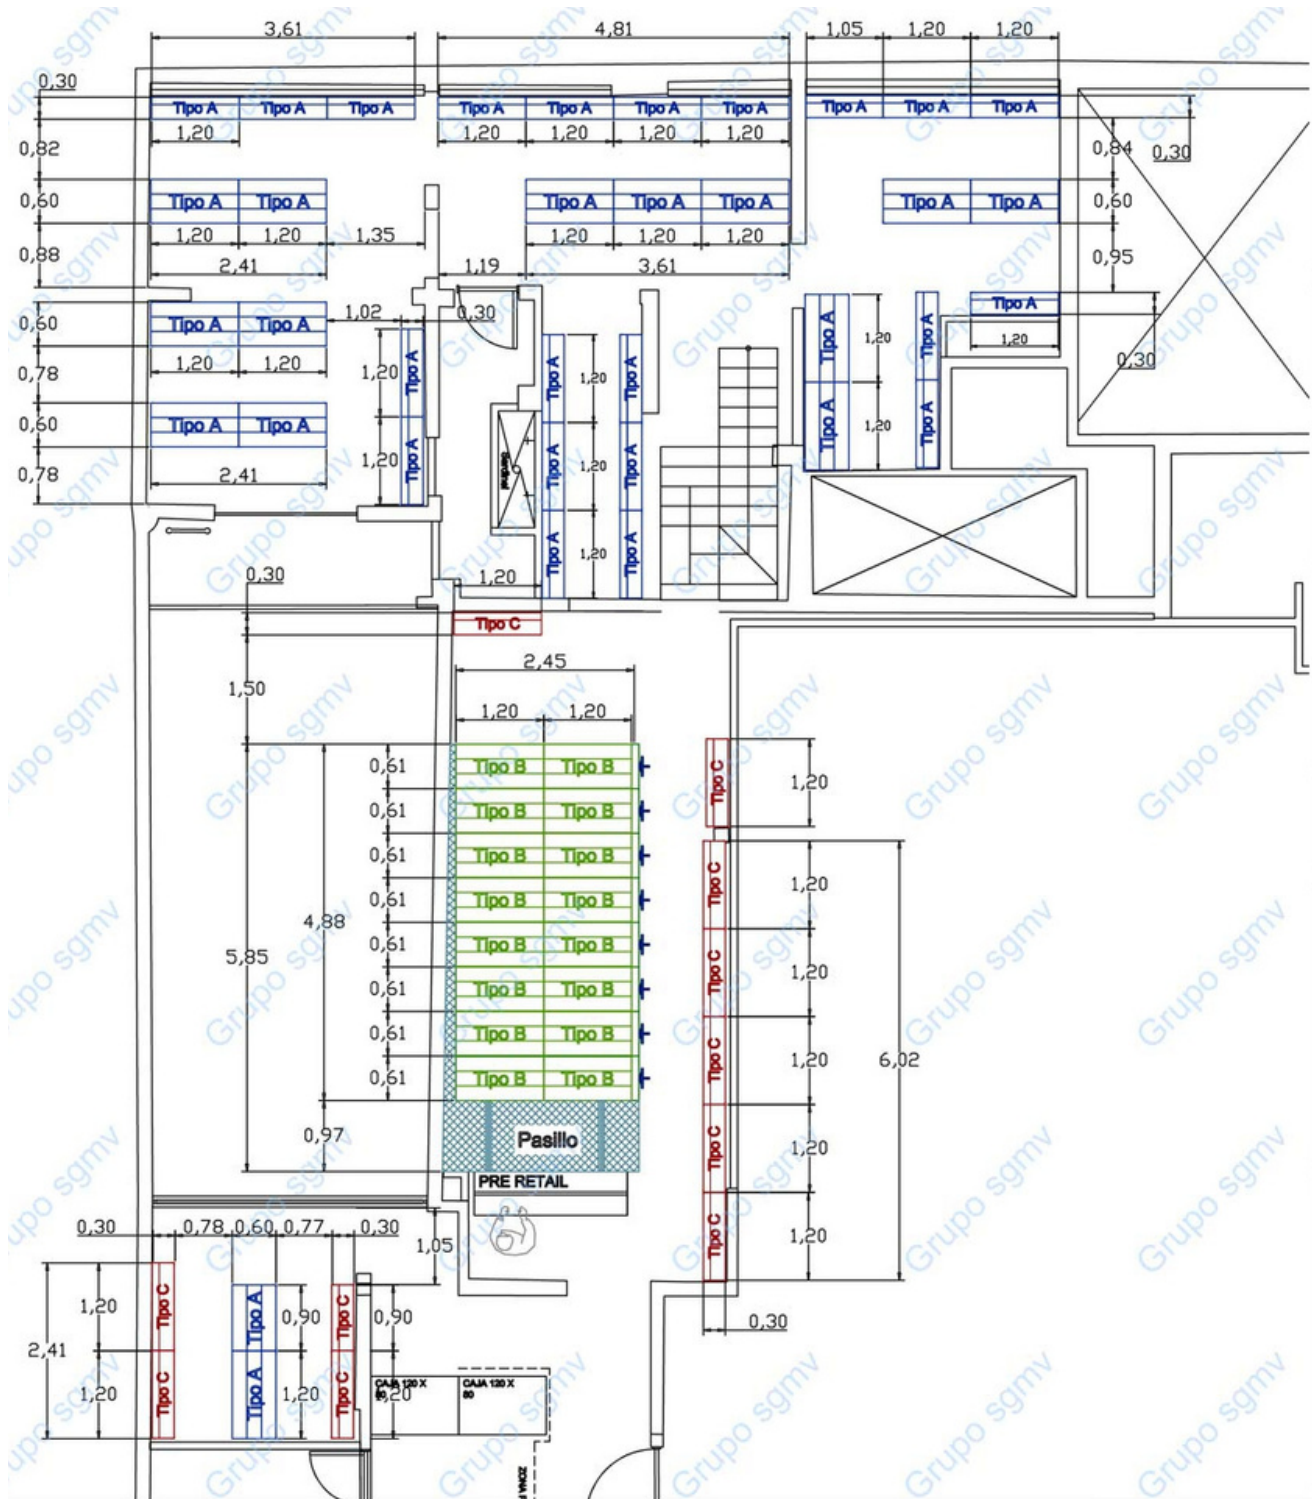 3,61 4,81 1,05 1,20 1,20
0,30
Tipo A Tipo A Tipo A Tipo A Tipo A Tipo A Tipo A Tipo A Tipo A Tipo A
1,20 1,20 1,20 1,20 1,20
0,82 0,84 0,30
0,60 Tipo A Tipo A Tipo A Tipo A Tipo A Tipo A Tipo A 0,60
1,20 1,20 1,35 1,20 1,20 1,20
0,88 2,41 1,19 3,61 0,95
Tipo A
1,02 0,30
0,60 Tipo A Tipo A
1,20 1,20 1,20 0,30
0,78
0,60 Tipo A Tipo A
2,41
0,78
Tipo A
Tipo A
1,20
1,20
Tipo A
Tipo A
Tipo A
1,20
1,20
1,20
Tipo A
Tipo A
Tipo A
Tipo A
Tipo A
1,20
1,20
Tipo A
Tipo A
0,30 1,20
Tipo C
2,45
1,50
1,20 1,20
0,61 Tipo B Tipo B
0,61 Tipo B Tipo B
0,61 Tipo B Tipo B
0,61 Tipo B Tipo B
0,61 Tipo B Tipo B
0,61 Tipo B Tipo B
0,61 Tipo B Tipo B
0,61 Tipo B Tipo B
4,88
5,85
0,97
Pasillo
PRE RETAIL
Tipo C 1,20
Tipo C 1,20
Tipo C 1,20
Tipo C 1,20
Tipo C 1,20
Tipo C 1,20
6,02
0,30
0,30 0,78 0,60 0,77 0,30
1,05
1,20 Tipo C Tipo A 0,90 Tipo C 0,90
2,41
1,20 Tipo C Tipo A 1,20 Tipo C 1,20
CAJA 120 X CAJA 120 X
80 80
Grupo sgmv